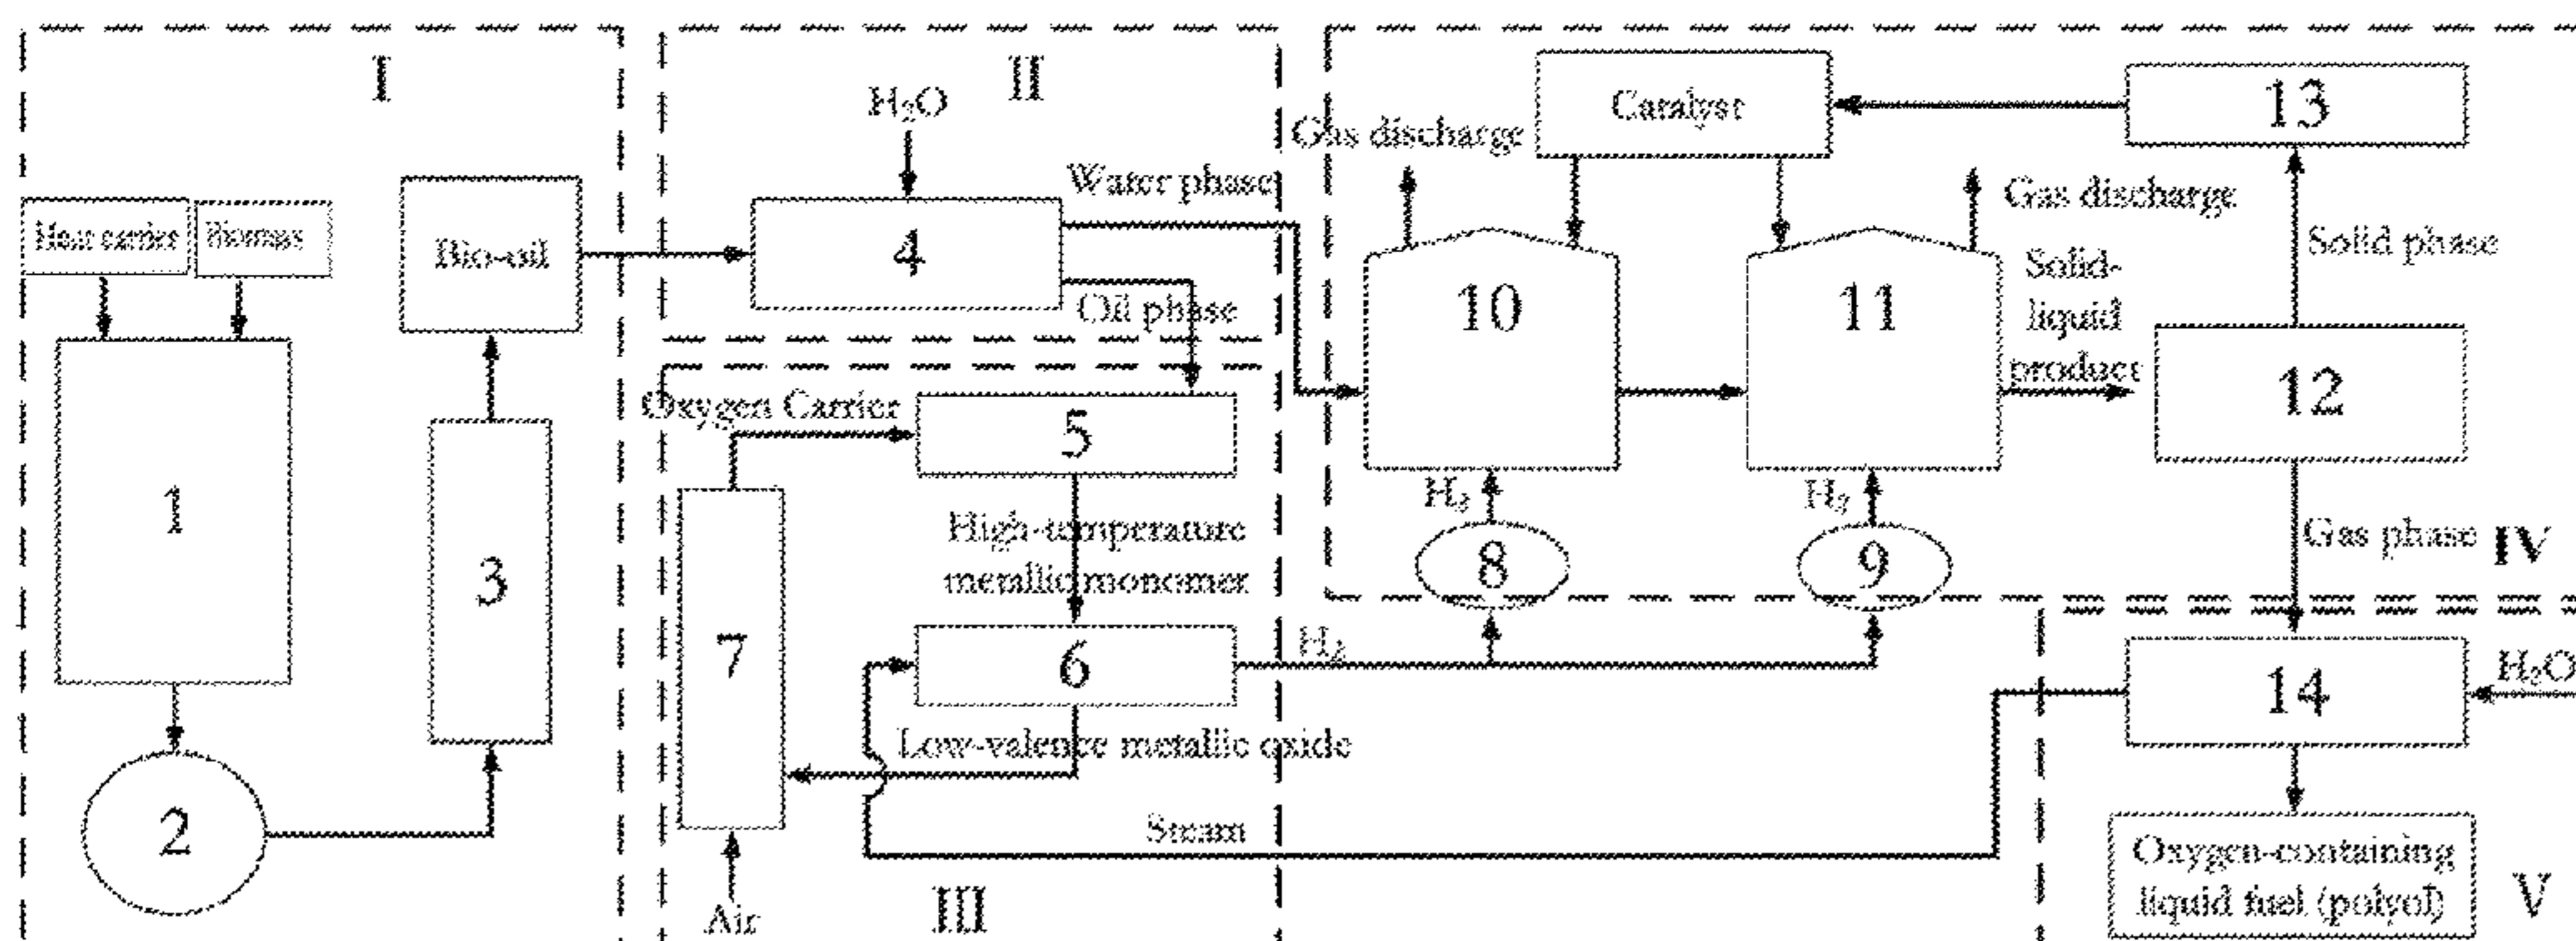 I
Heat carrier
Biomass
1
2
3
Bio-oil
II
H₂O
4
Water phase
Oil phase
Oxygen Carrier
5
High-temperature
metallic monomer
6
7
Low-valence metallic oxide
Air
III
Steam
H₂
Gas discharge
Catalyst
10
11
H₂
H₂
8
9
Gas discharge
Solid-
liquid
product
13
Solid phase
12
Gas phase
IV
14
H₂O
Oxygen-containing
liquid fuel (polyol)
V